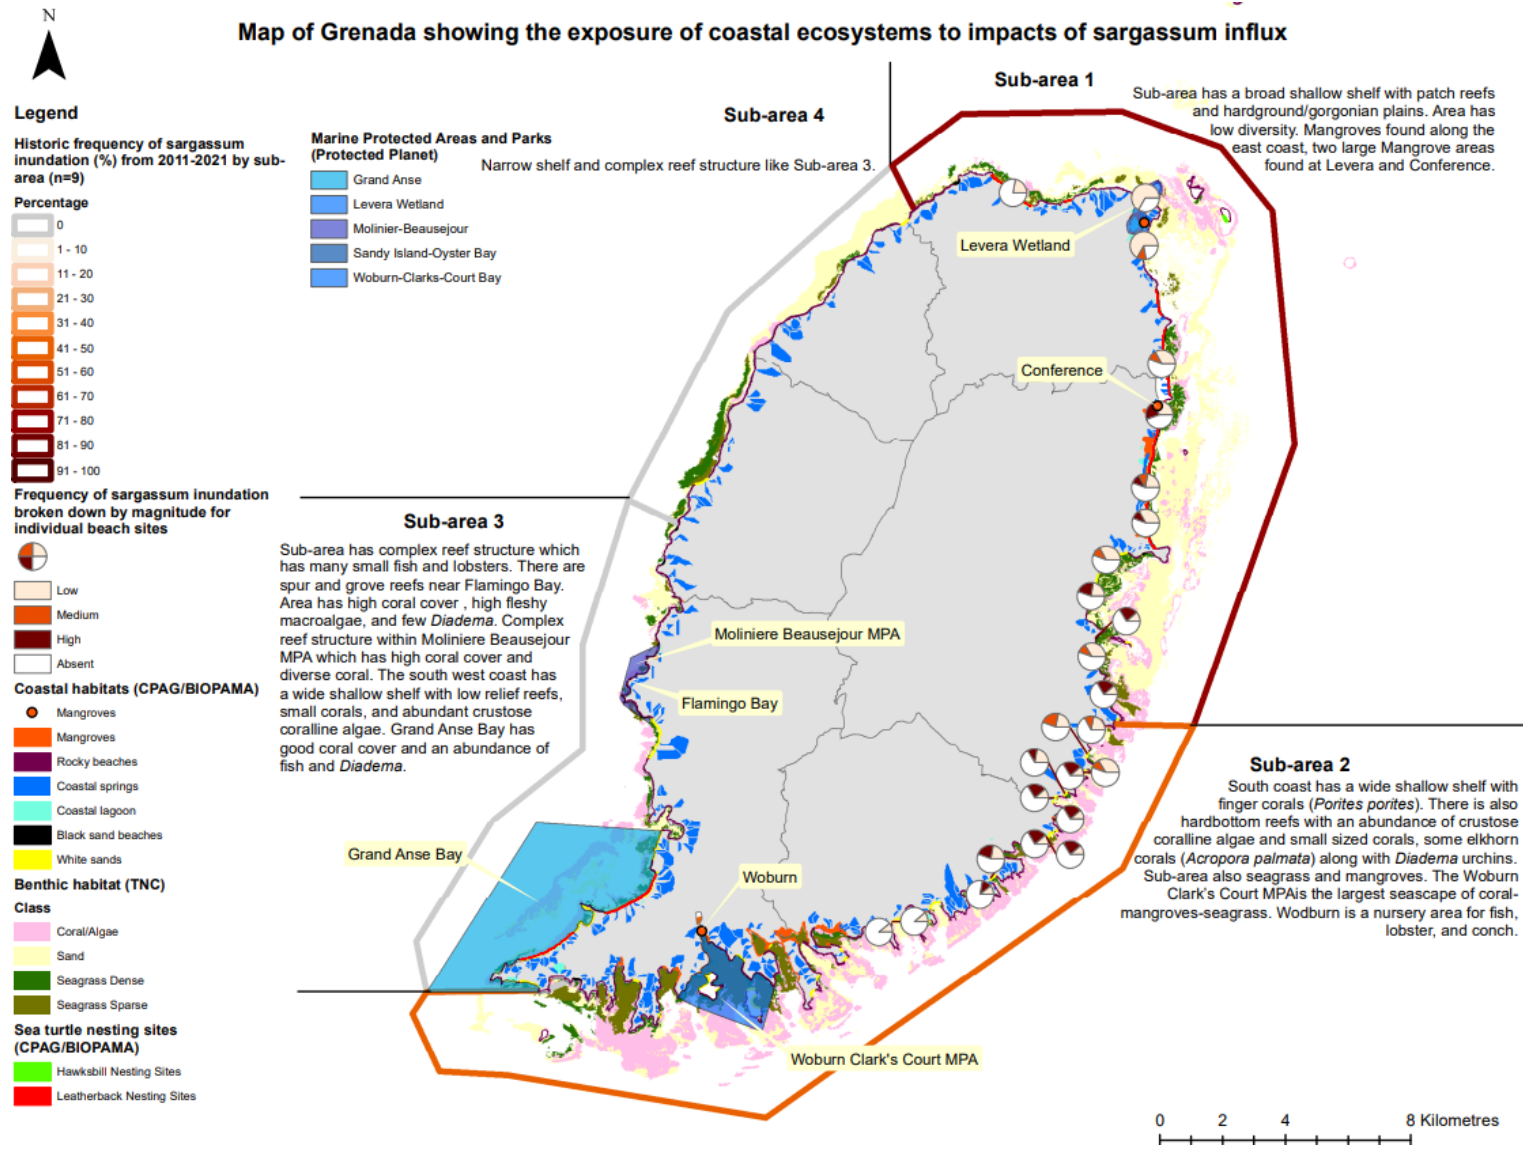 N
Map of Grenada showing the exposure of coastal ecosystems to impacts of sargassum influx
Legend
Historic frequency of sargassum
inundation (%) from 2011-2021 by sub-
area (n=9)
Percentage
0
1 - 10
11 - 20
21 - 30
31 - 40
41 - 50
51 - 60
61 - 70
71 - 80
81 - 90
91 - 100
Frequency of sargassum inundation
broken down by magnitude for
individual beach sites
Low
Medium
High
Absent
Coastal habitats (CPAG/BIOPAMA)
Mangroves
Mangroves
Rocky beaches
Coastal springs
Coastal lagoon
Black sand beaches
White sands
Benthic habitat (TNC)
Class
Coral/Algae
Sand
Seagrass Dense
Seagrass Sparse
Sea turtle nesting sites
(CPAG/BIOPAMA)
Hawksbill Nesting Sites
Leatherback Nesting Sites
Marine Protected Areas and Parks
(Protected Planet)
Grand Anse
Levera Wetland
Molinier-Beausejour
Sandy Island-Oyster Bay
Woburn-Clarks-Court Bay
Sub-area 4
Narrow shelf and complex reef structure like Sub-area 3.
Sub-area 1
Sub-area has a broad shallow shelf with patch reefs
and hardground/gorgonian plains. Area has
low diversity. Mangroves found along the
east coast, two large Mangrove areas
found at Levera and Conference.
Levera Wetland
Conference
Sub-area 3
Sub-area has complex reef structure which
has many small fish and lobsters. There are
spur and grove reefs near Flamingo Bay.
Area has high coral cover , high fleshy
macroalgae, and few Diadema. Complex
reef structure within Moliniere Beausejour
MPA which has high coral cover and
diverse coral. The south west coast has
a wide shallow shelf with low relief reefs,
small corals, and abundant crustose
coralline algae. Grand Anse Bay has
good coral cover and an abundance of
fish and Diadema.
Moliniere Beausejour MPA
Flamingo Bay
Grand Anse Bay
Woburn
Woburn Clark's Court MPA
Sub-area 2
South coast has a wide shallow shelf with
finger corals (Porites porites). There is also
hardbottom reefs with an abundance of crustose
coralline algae and small sized corals, some elkhorn
corals (Acropora palmata) along with Diadema urchins.
Sub-area also seagrass and mangroves. The Woburn
Clark's Court MPAis the largest seascape of coral-
mangroves-seagrass. Wodburn is a nursery area for fish,
lobster, and conch.
0 2 4 8 Kilometres